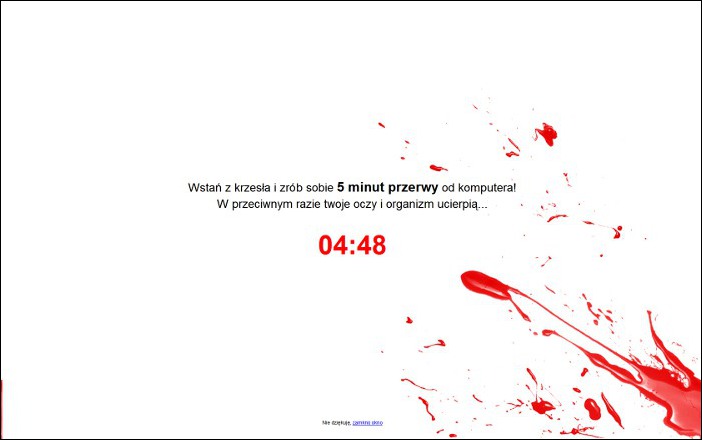 Wstań z krzesła i zrób sobie 5 minut przerwy od komputera!
W przeciwnym razie twoje oczy i organizm ucierpią...
04:48
Nie dziękuję, zamknij okno